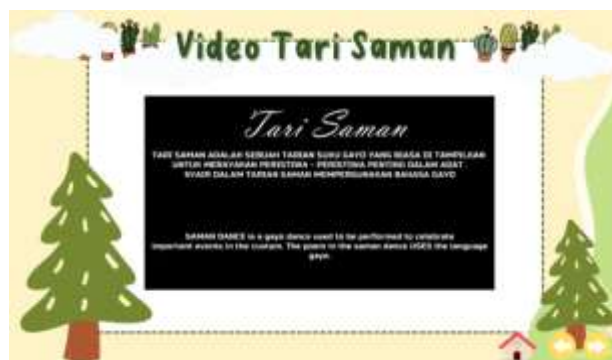 Video Tari Saman
Tari Saman
TARI SAMAN ADALAH SEBUAH TARIAN SUKU GAYO YANG BIASA DI TAMPILKAN
UNTUK MERAYAKAN PERISTIWA - PERISTIWA PENTING DALAM ADAT .
SYAIR DALAM TARIAN SAMAN MEMPERGUNAKAN BAHASA GAYO
SAMAN DANCE is a gayo dance used to be performed to celebrate
important events in the custom. The poem in the saman dance USES the language
gayo.